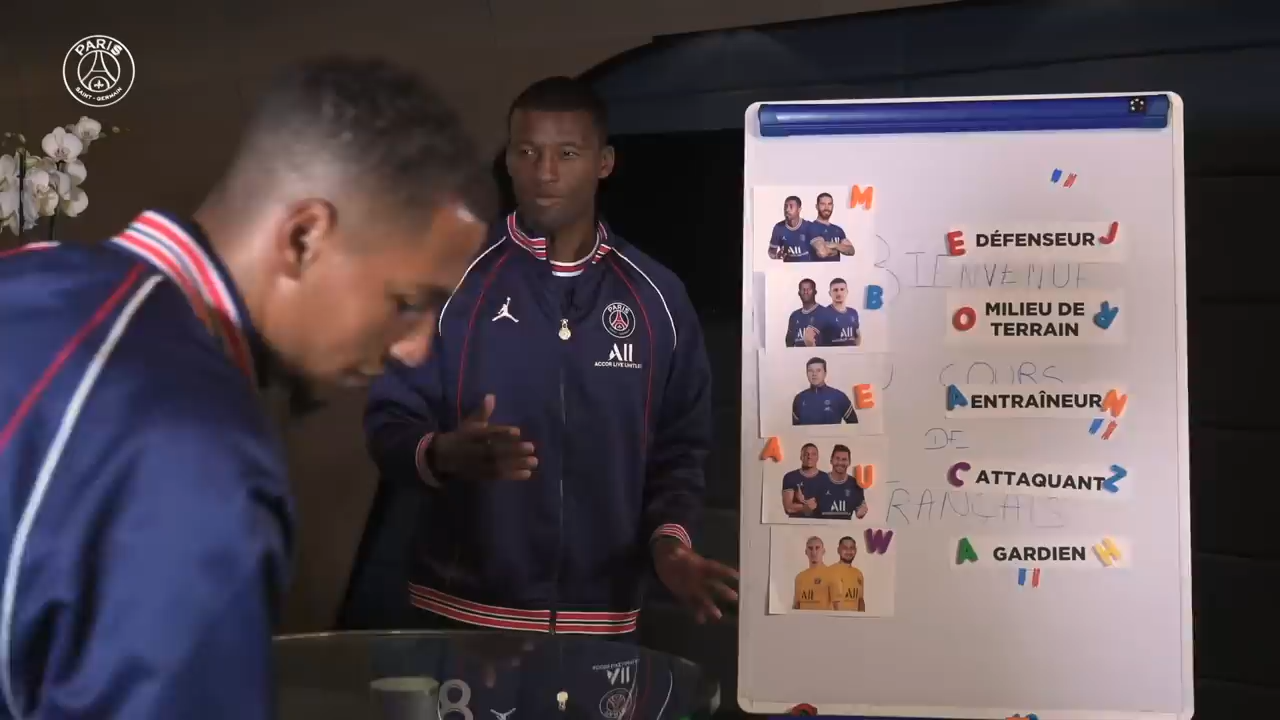 PARIS
SAINT-GERMAIN
PARIS
ALL
ACCOR LIVE LIMITLESS
8
M
B
E
A
U
W
E DÉFENSEUR J
BIENVENUE
O MILIEU DE
TERRAIN R
COURS
A ENTRAÎNEUR N
DE
C ATTAQUANT Z
FRANÇAIS
A GARDIEN H